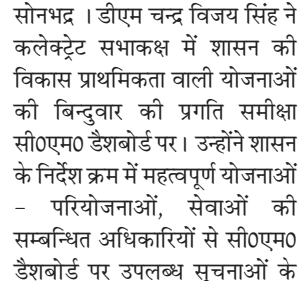 सोनभद्र । डीएम चन्द्र विजय सिंह ने
कलेक्ट्रेट सभाकक्ष में शासन की
विकास प्राथमिकता वाली योजनाओं
की बिन्दुवार की प्रगति समीक्षा
सी0एम0 डैशबोर्ड पर। उन्होंने शासन
के निर्देश क्रम में महत्वपूर्ण योजनाओं
– परियोजनाओं, सेवाओं की
सम्बन्धित अधिकारियों से सी0एम0
डैशबोर्ड पर उपलब्ध सूचनाओं के